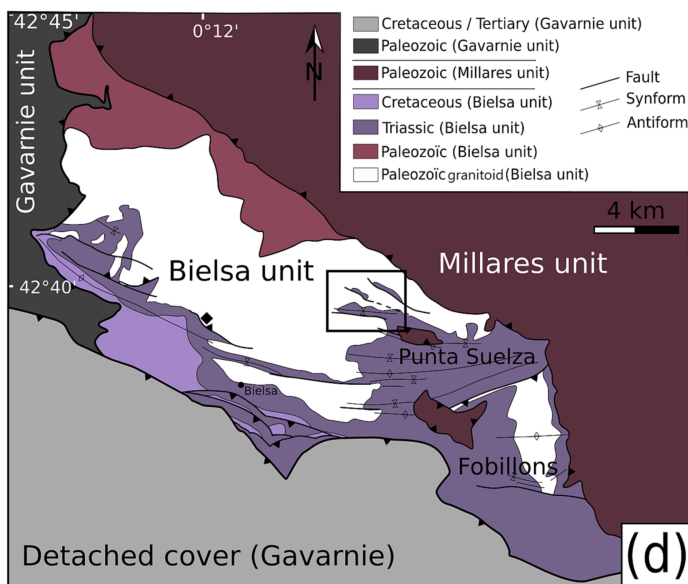 42°45'
0°12'
N
Cretaceous / Tertiary (Gavarnie unit)
Paleozoic (Gavarnie unit)
Paleozoic (Millares unit)
Cretaceous (Bielsa unit)
Triassic (Bielsa unit)
Paleozoïc (Bielsa unit)
Paleozoïc granitoid (Bielsa unit)
Fault
Synform
Antiform
4 km
Gavarnie unit
Bielsa unit
Millares unit
42°40'
Punta Suelza
Bielsa
Fobillons
Detached cover (Gavarnie)
(d)